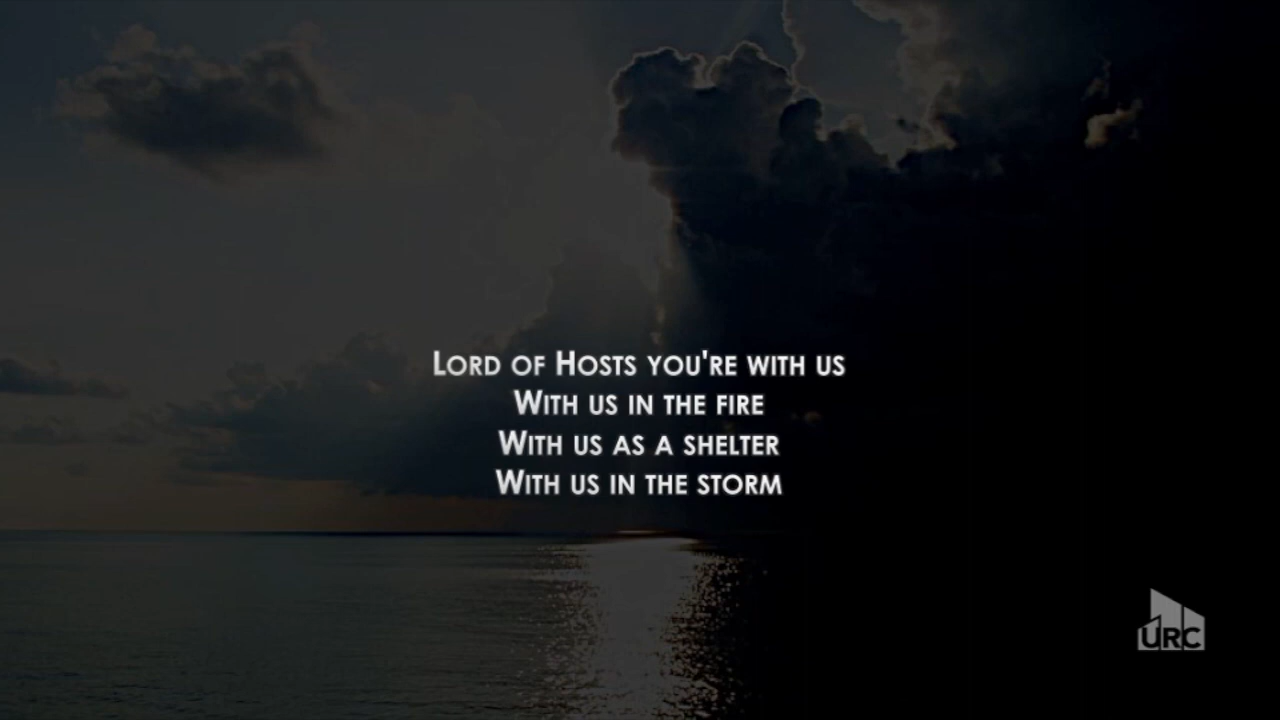 Lord of Hosts you're with us
With us in the fire
With us as a shelter
With us in the storm
URC